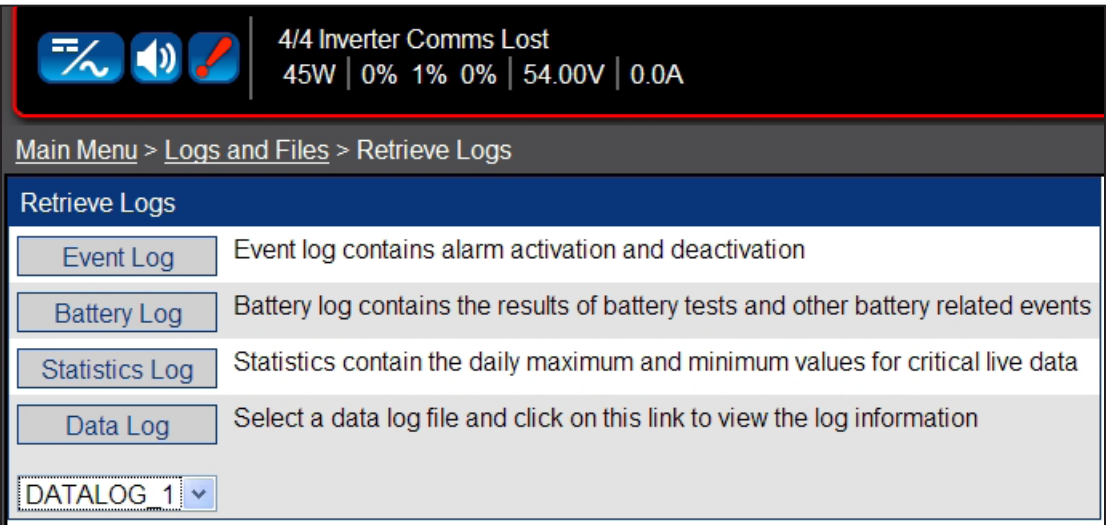 4/4 Inverter Comms Lost
45W | 0% 1% 0% | 54.00V | 0.0A
Main Menu > Logs and Files > Retrieve Logs
Retrieve Logs
Event Log Event log contains alarm activation and deactivation
Battery Log Battery log contains the results of battery tests and other battery related events
Statistics Log Statistics contain the daily maximum and minimum values for critical live data
Data Log Select a data log file and click on this link to view the log information
DATALOG_1